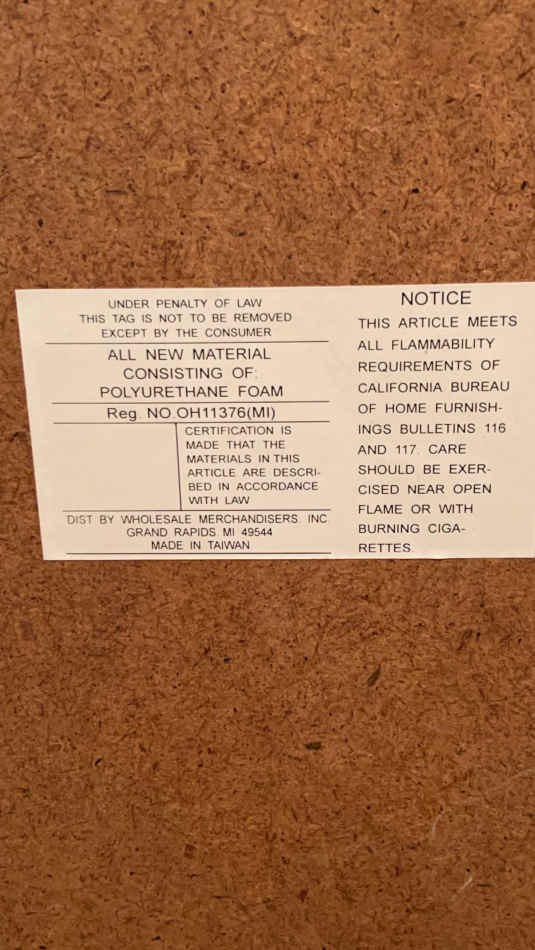 UNDER PENALTY OF LAW
THIS TAG IS NOT TO BE REMOVED
EXCEPT BY THE CONSUMER
ALL NEW MATERIAL
CONSISTING OF:
POLYURETHANE FOAM
Reg. NO.OH11376(MI)
CERTIFICATION IS
MADE THAT THE
MATERIALS IN THIS
ARTICLE ARE DESCRI-
BED IN ACCORDANCE
WITH LAW
DIST BY WHOLESALE MERCHANDISERS. INC.
GRAND RAPIDS. MI 49544
MADE IN TAIWAN
NOTICE
THIS ARTICLE MEETS
ALL FLAMMABILITY
REQUIREMENTS OF
CALIFORNIA BUREAU
OF HOME FURNISH-
INGS BULLETINS 116
AND 117. CARE
SHOULD BE EXER-
CISED NEAR OPEN
FLAME OR WITH
BURNING CIGA-
RETTES.